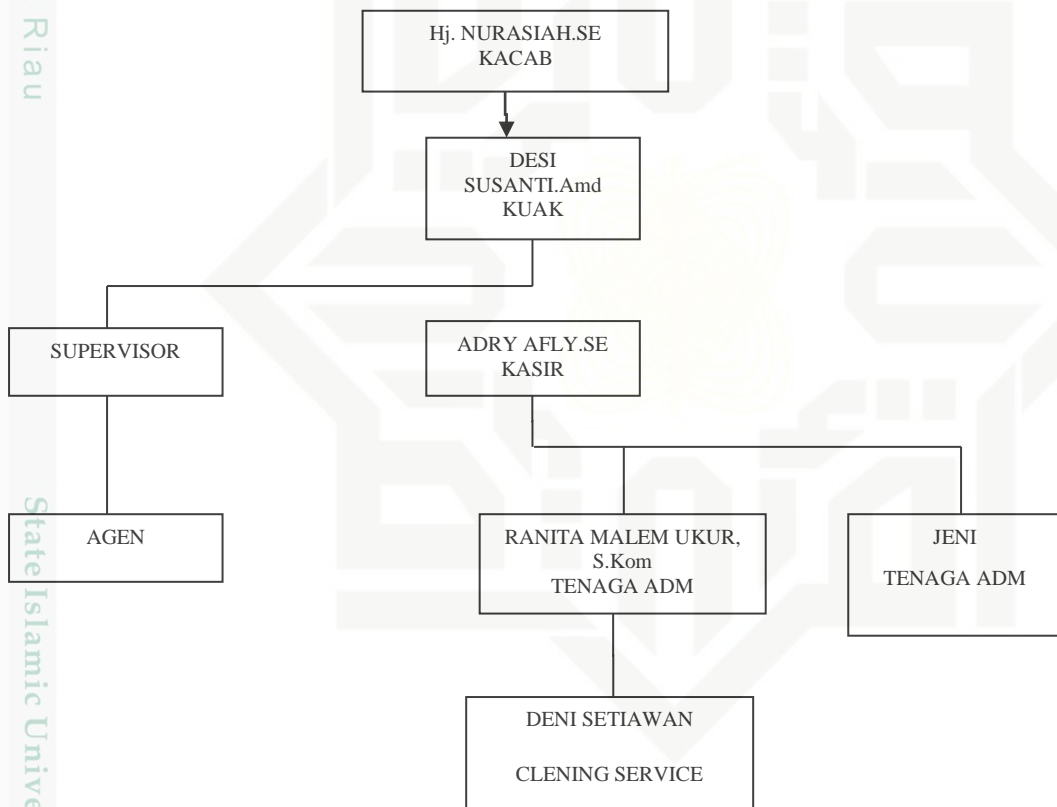 Riau
Hj. NURASIAH.SE
KACAB
DESI
SUSANTI.Amd
KUAK
SUPERVISOR
ADRY AFLY.SE
KASIR
AGEN
RANITA MALEM UKUR,
S.Kom
TENAGA ADM
JENI
TENAGA ADM
DENI SETIAWAN
CLENING SERVICE
State Islamic Unive